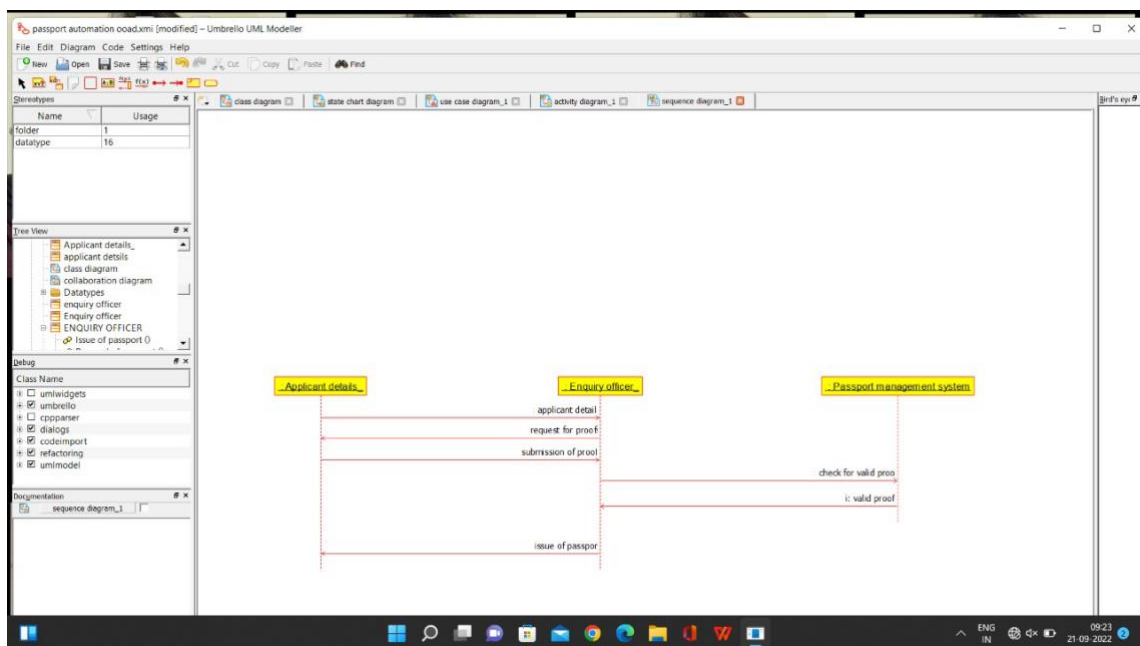 passport automation ooad.xmi [modified] – Umbrello UML Modeller
File Edit Diagram Code Settings Help
New Open Save Cut Copy Paste Find
Stereotypes
class diagram state chart diagram use case diagram_1 activity diagram_1 sequence diagram_1
Bird's eye
Name Usage
folder 1
datatype 16
Tree View
Applicant details_
applicant detsils
class diagram
collaboration diagram
Datatypes
enquiry officer
Enquiry officer
ENQUIRY OFFICER
Issue of passport ()
Debug
Class Name
umlwidgets
umbrello
cppparser
dialogs
codeimport
refactoring
umlmodel
Documentation
sequence diagram_1
_Applicant details_ _Enquiry officer_ _Passport management system
applicant detail
request for proof
submission of proof
check for valid proo
valid proof
issue of passpor
ENG
IN
09:23
21-09-2022
2